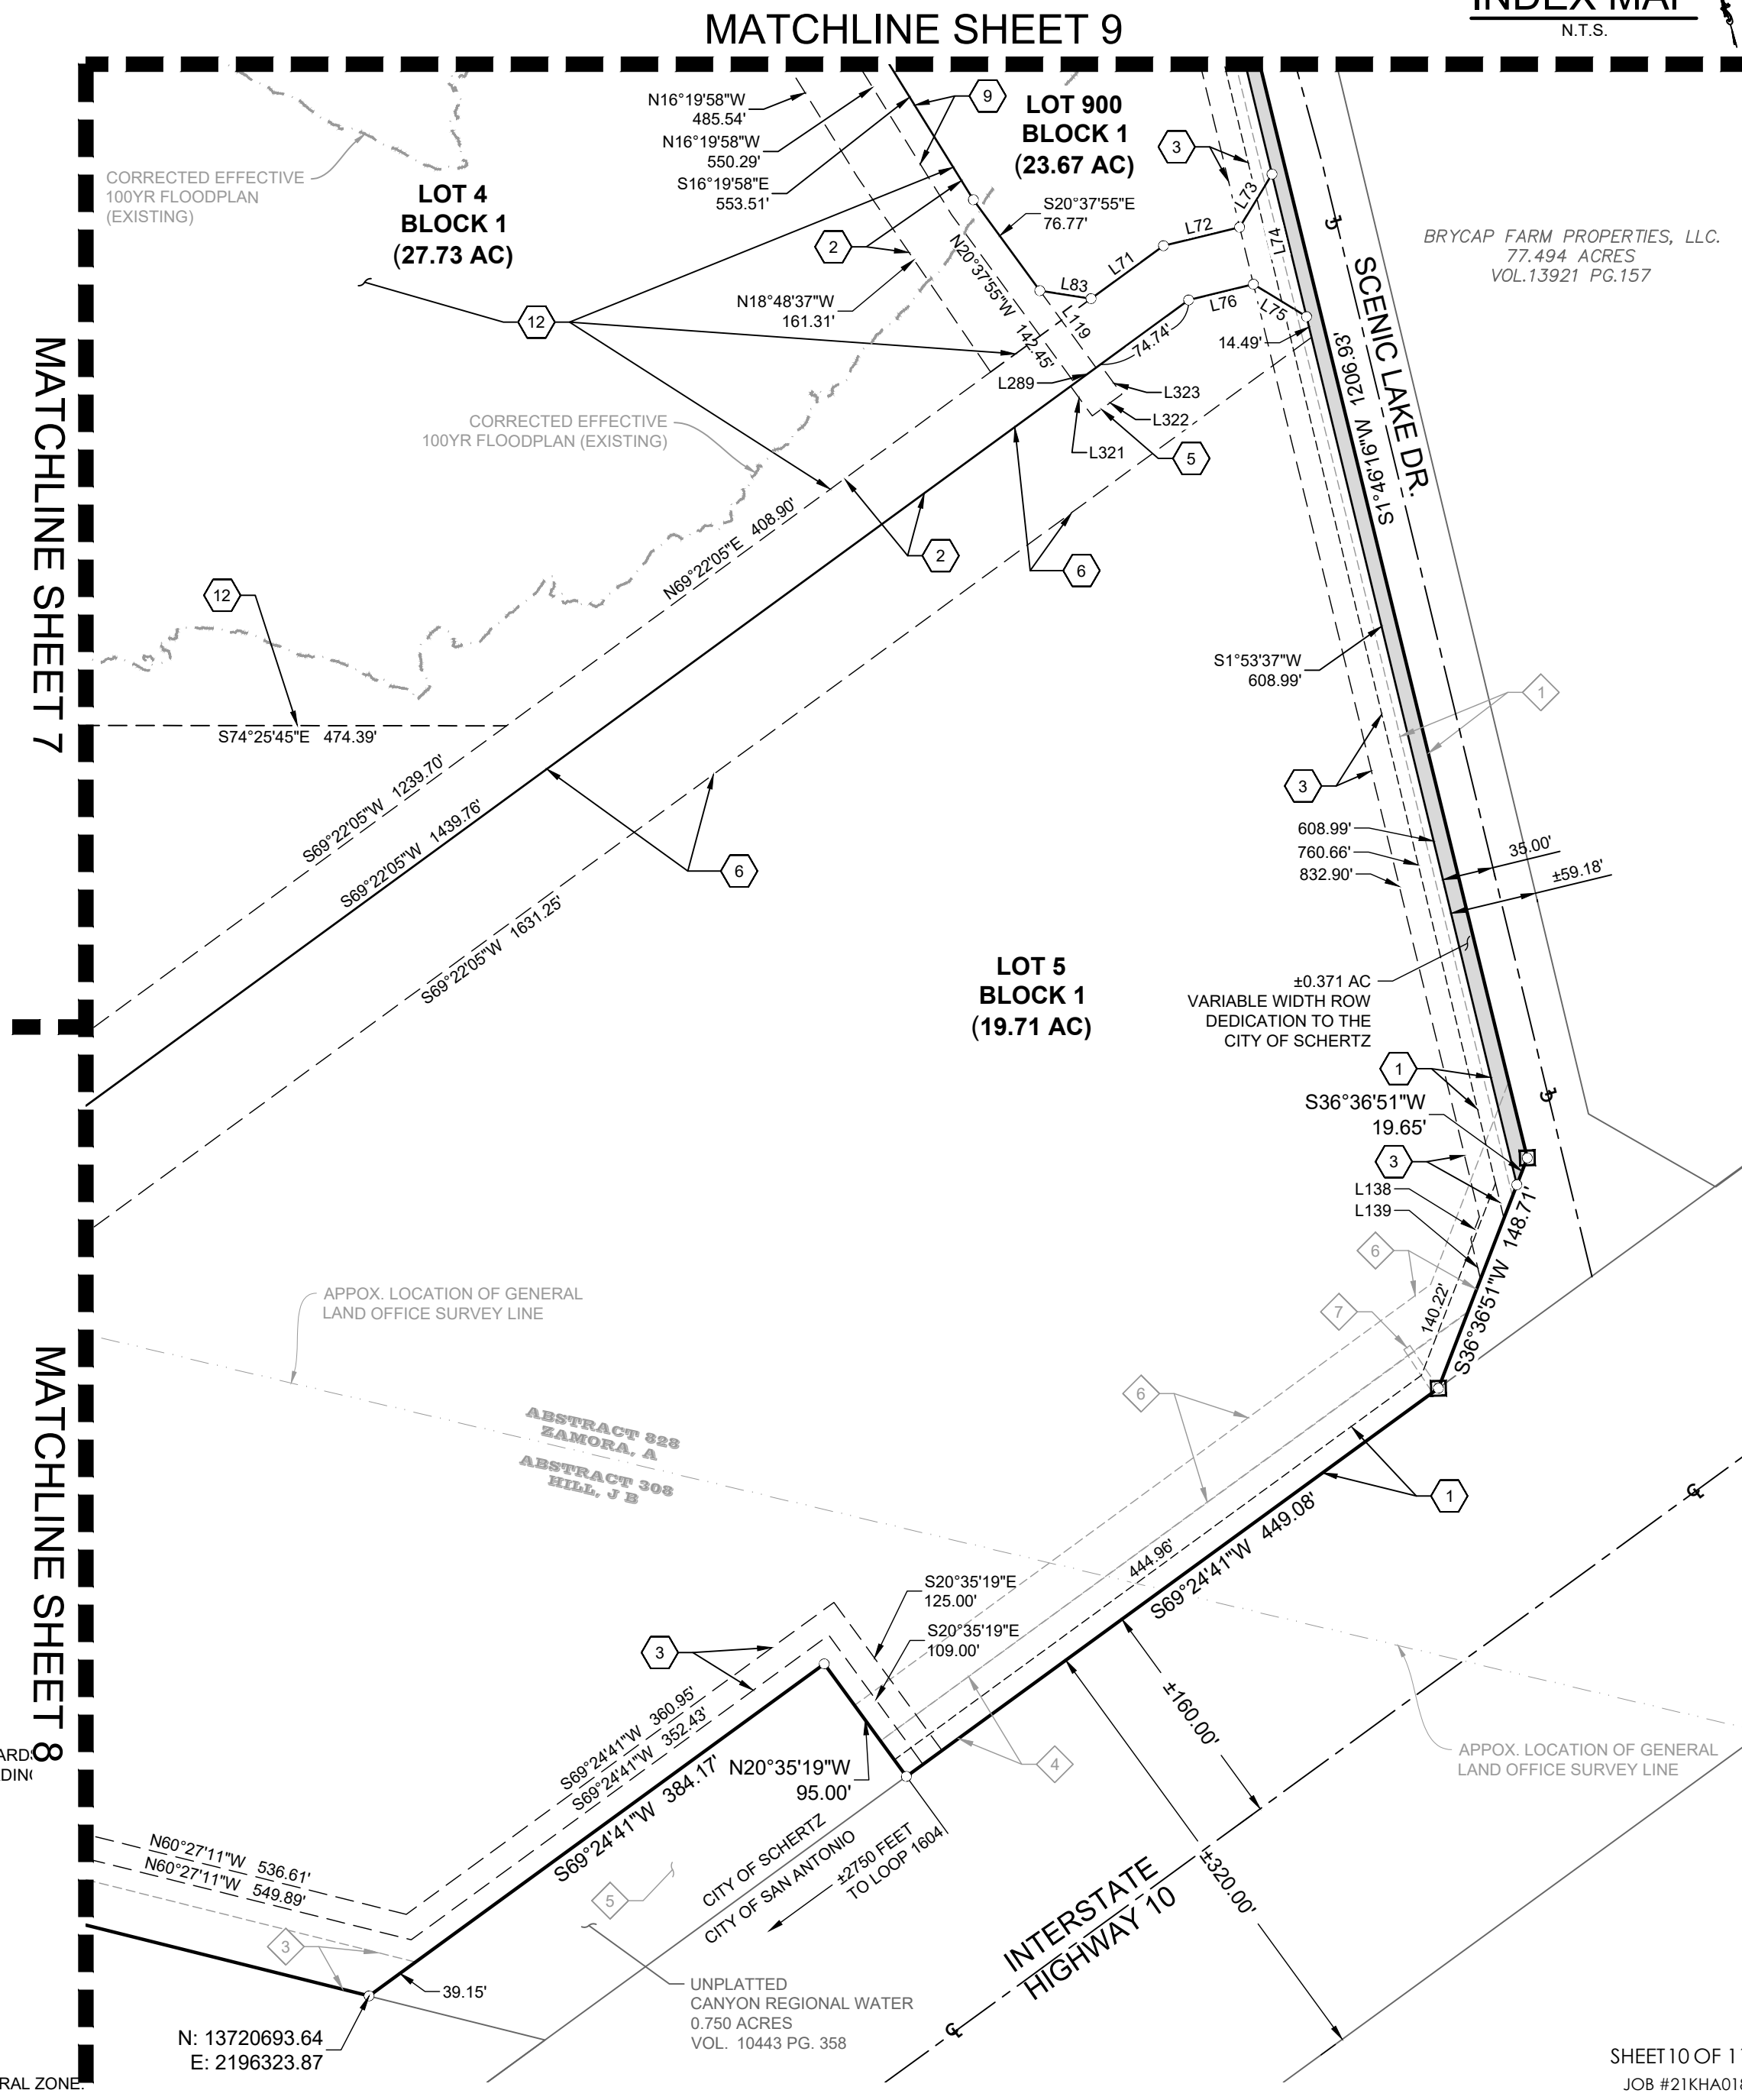 INDEX MAP
N.T.S.
MATCHLINE SHEET 9
N16°19'58"W
485.54'
N16°19'58"W
550.29'
S16°19'58"E
553.51'
9
LOT 900
BLOCK 1
(23.67 AC)
3
CORRECTED EFFECTIVE
100YR FLOODPLAN
(EXISTING)
LOT 4
BLOCK 1
(27.73 AC)
S20°37'55"E
76.77'
L73
L72
L74
L71
L83
2
N20°37'55"W 142.45'
L119
N18°48'37"W
161.31'
12
L76
L75
74.74'
14.49'
L289
L323
L322
L321
5
BRYCAP FARM PROPERTIES, LLC.
77.494 ACRES
VOL.13921 PG.157
SCENIC LAKE DR.
S1°46'16"W 1206.93'
MATCHLINE SHEET 7
CORRECTED EFFECTIVE
100YR FLOODPLAN (EXISTING)
N69°22'05"E 408.90'
2
6
12
S74°25'45"E 474.39'
S1°53'37"W
608.99'
1
3
S69°22'05"W 1239.70'
S69°22'05"W 1439.76'
S69°22'05"W 1631.25'
6
608.99'
760.66'
832.90'
35.00'
±59.18'
LOT 5
BLOCK 1
(19.71 AC)
±0.371 AC
VARIABLE WIDTH ROW
DEDICATION TO THE
CITY OF SCHERTZ
1
S36°36'51"W
19.65'
3
L138
L139
6
7
140.22'
S36°36'51"W 148.71'
APPOX. LOCATION OF GENERAL
LAND OFFICE SURVEY LINE
MATCHLINE SHEET 8
ABSTRACT 828
ZAMORA, A
ABSTRACT 308
HILL, J B
6
1
444.96'
S69°24'41"W 449.08'
S20°35'19"E
125.00'
S20°35'19"E
109.00'
3
S69°24'41"W 360.95'
S69°24'41"W 352.43'
S69°24'41"W 384.17'
N20°35'19"W
95.00'
4
±160.00'
±320.00'
APPOX. LOCATION OF GENERAL
LAND OFFICE SURVEY LINE
CITY OF SCHERTZ
CITY OF SAN ANTONIO
±2750 FEET
TO LOOP 1604
INTERSTATE
HIGHWAY 10
N60°27'11"W 536.61'
N60°27'11"W 549.89'
5
3
39.15'
UNPLATTED
CANYON REGIONAL WATER
0.750 ACRES
VOL. 10443 PG. 358
N: 13720693.64
E: 2196323.87
RAL ZONE.
SHEET 10 OF 11
JOB #21KHA018